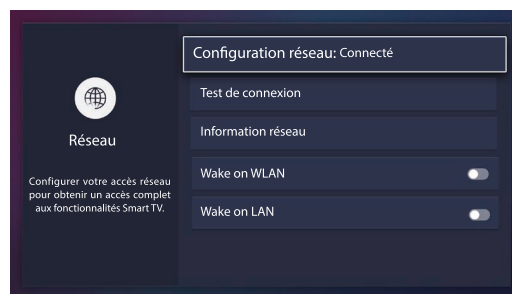 Configuration réseau: Connecté
Test de connexion
Information réseau
Wake on WLAN
Wake on LAN
Réseau
Configurer votre accès réseau
pour obtenir un accès complet
aux fonctionnalités Smart TV.